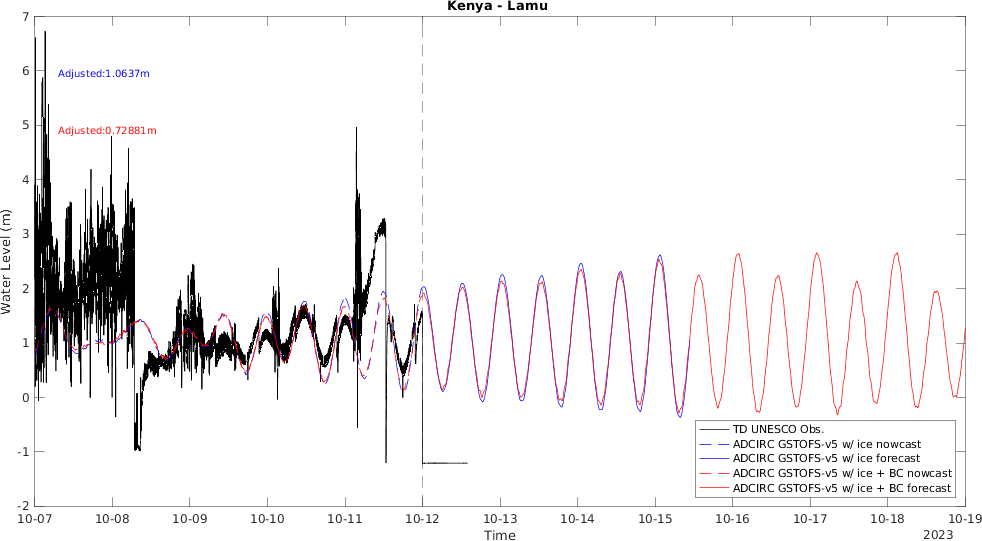 Kenya - Lamu
7
6
5
4
3
2
1
0
-1
-2
Water Level (m)
Adjusted:1.0637m
Adjusted:0.72881m
TD UNESCO Obs.
ADCIRC GSTOFS-v5 w/ ice nowcast
ADCIRC GSTOFS-v5 w/ ice forecast
ADCIRC GSTOFS-v5 w/ ice + BC nowcast
ADCIRC GSTOFS-v5 w/ ice + BC forecast
10-07 10-08 10-09 10-10 10-11 10-12 10-13 10-14 10-15 10-16 10-17 10-18 10-19
Time
2023